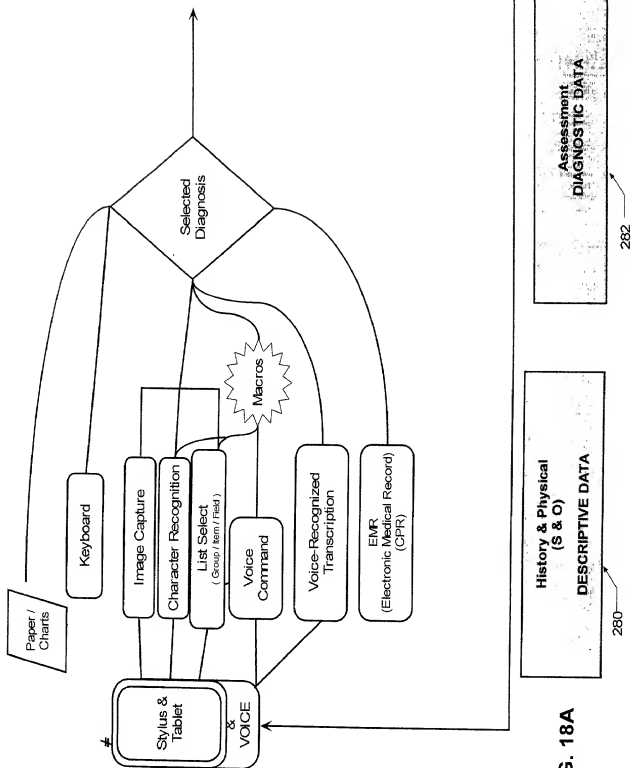 Paper /
Charts
Keyboard
Stylus &
Tablet
&
VOICE
Image Capture
Character Recognition
List Select
( Group / Item / Field )
Voice
Command
Voice-Recognized
Transcription
EMR
(Electronic Medical Record)
(CPR)
Macros
Selected
Diagnosis
History & Physical
(S & O)
DESCRIPTIVE DATA
280
Assessment
DIAGNOSTIC DATA
282
G. 18A